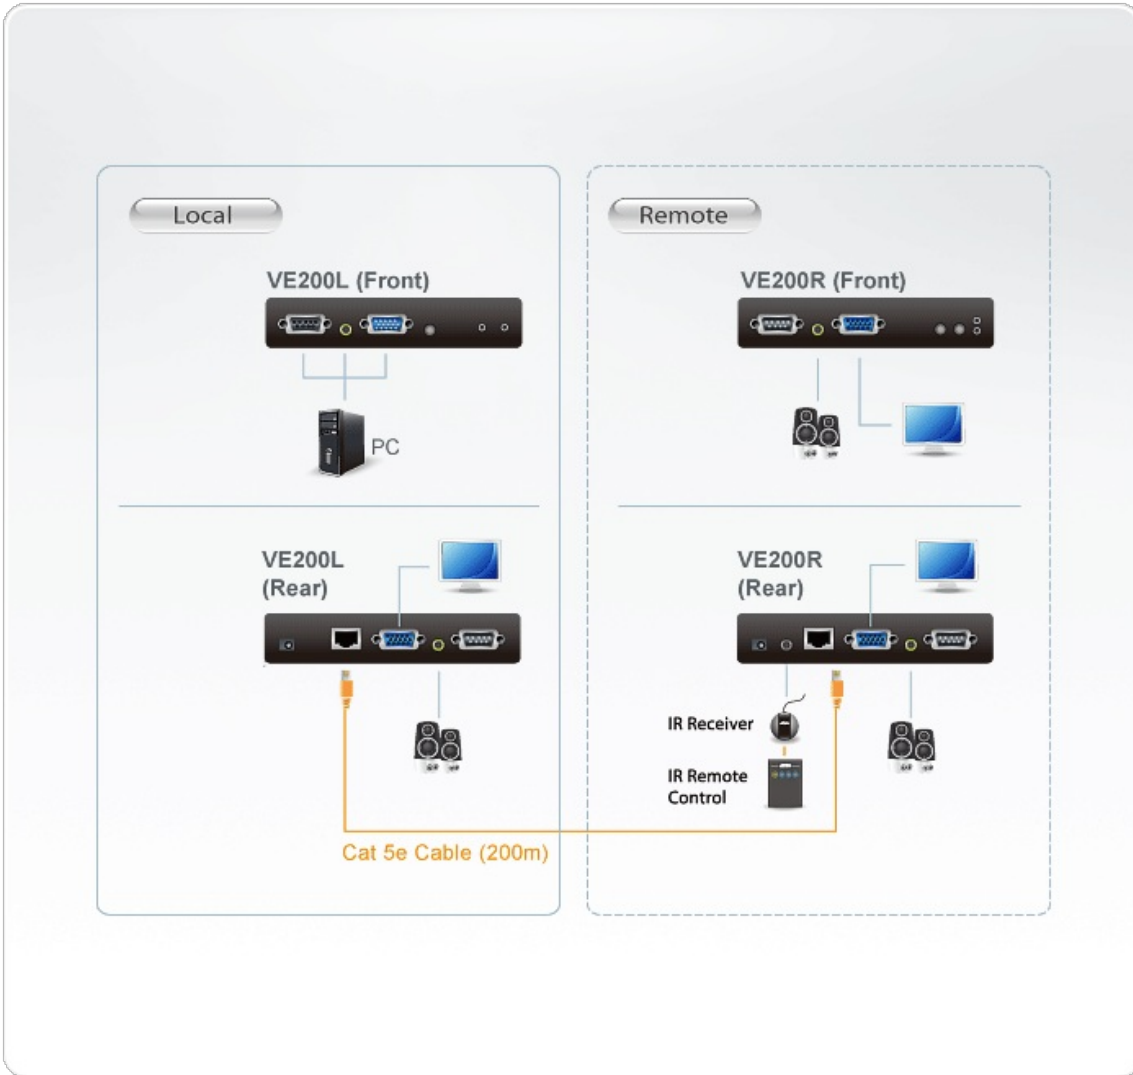 Local
Remote
VE200L (Front)
VE200R (Front)
PC
VE200L
(Rear)
VE200R
(Rear)
IR Receiver
IR Remote
Control
Cat 5e Cable (200m)